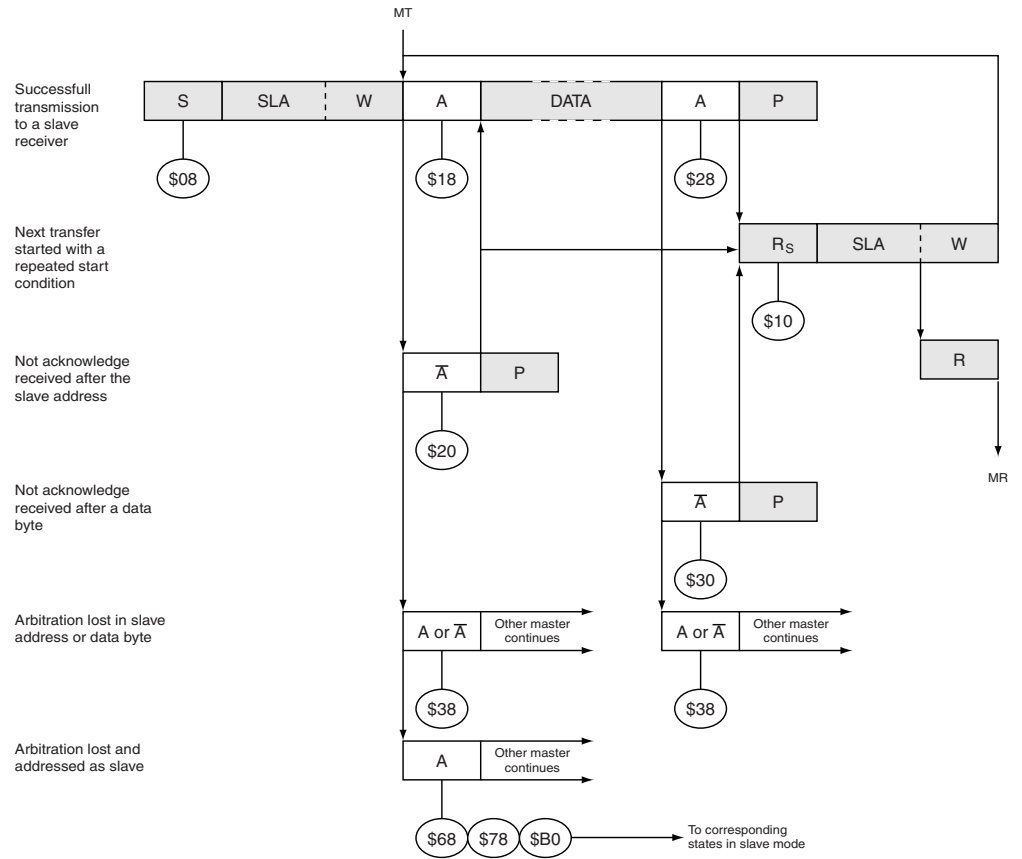 MT
Successfull
transmission
to a slave
receiver
S SLA W A DATA A P
$08 $18 $28
Next transfer
started with a
repeated start
condition
RS SLA W
$10
Not acknowledge
received after the
slave address
A̅ P
R
$20
MR
Not acknowledge
received after a data
byte
A̅ P
$30
Arbitration lost in slave
address or data byte
A or A̅ Other master
continues
A or A̅ Other master
continues
$38 $38
Arbitration lost and
addressed as slave
A Other master
continues
$68 $78 $B0 To corresponding
states in slave mode